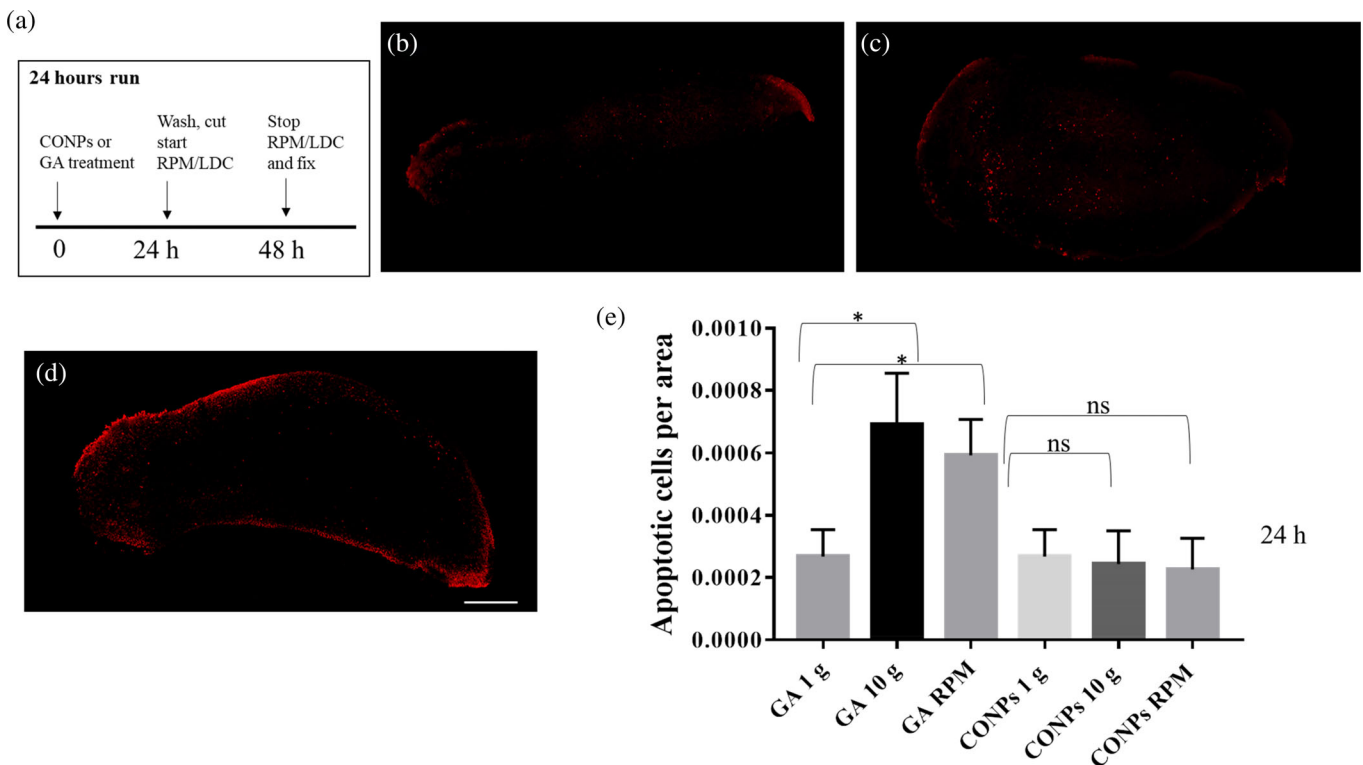 (a)
24 hours run
CONPs or
GA treatment
Wash, cut
start
RPM/LDC
Stop
RPM/LDC
and fix
0
24 h
48 h
(b)
(c)
(d)
(e)
Apoptotic cells per area
0.0010
0.0008
0.0006
0.0004
0.0002
0.0000
*
*
ns
ns
24 h
GA 1 g
GA 10 g
GA RPM
CONPs 1 g
CONPs 10 g
CONPs RPM